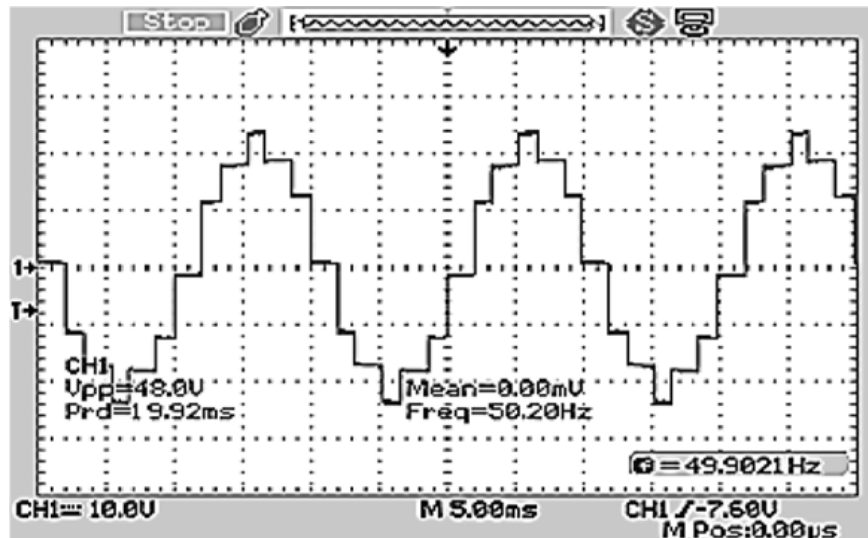 Stop
1
T
CH1
Vpp=48.0V Mean=0.00mV
Prd=19.92ms Freq=50.20Hz
=49.9021Hz
CH1 10.0V M 5.00ms CH1 -7.60V
M Pos:0.00µs